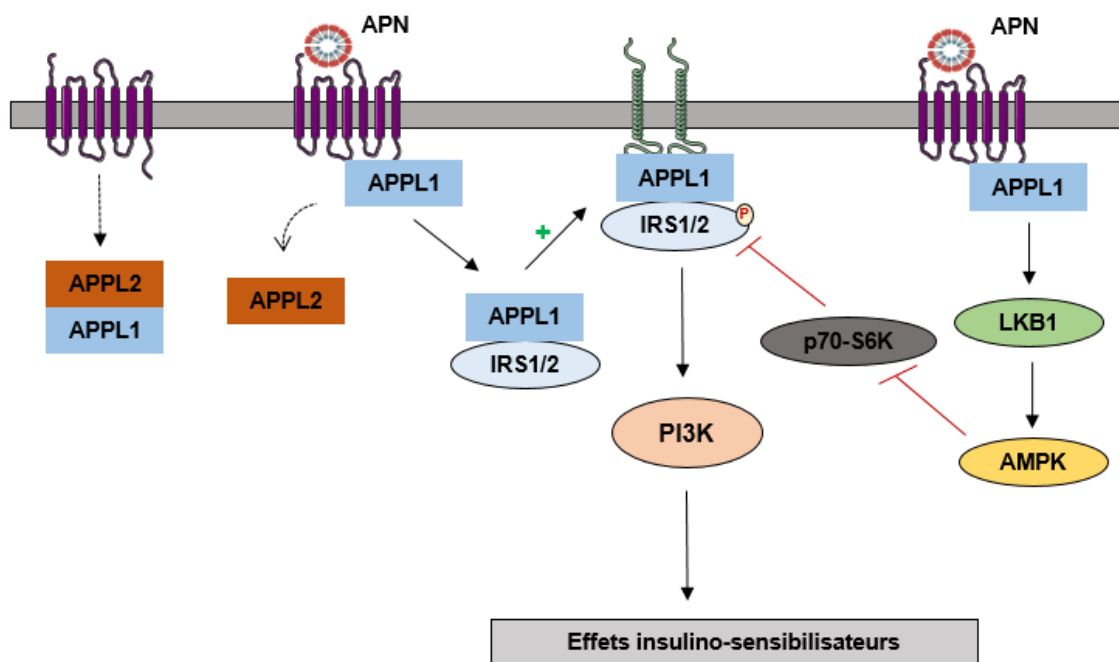 APN
APN
APPL1
APPL1
APPL1
IRS1/2
P
+
APPL2
APPL1
APPL2
APPL1
IRS1/2
p70-S6K
LKB1
PI3K
AMPK
Effets insulino-sensibilisateurs